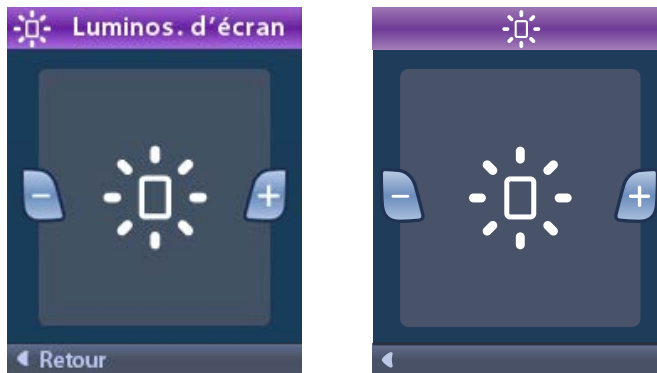 Luminos. d'écran
− +
Retour
− +